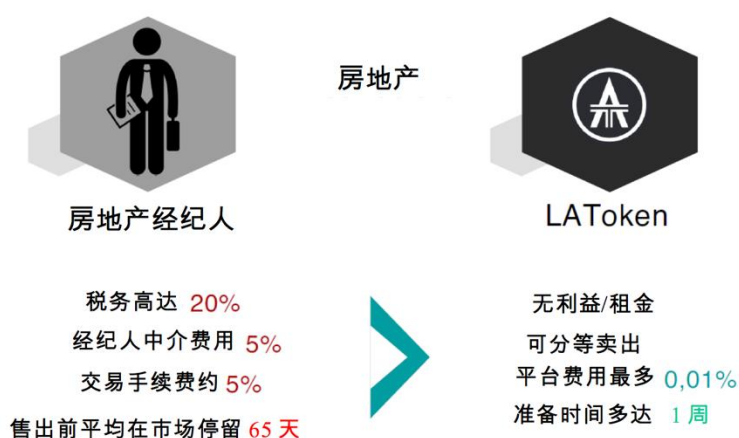 房地产
房地产经纪人
LAToken
税务高达 20%
经纪人中介费用 5%
交易手续费约 5%
售出前平均在市场停留 65 天
无利益/租金
可分等卖出
平台费用最多 0,01%
准备时间多达 1 周